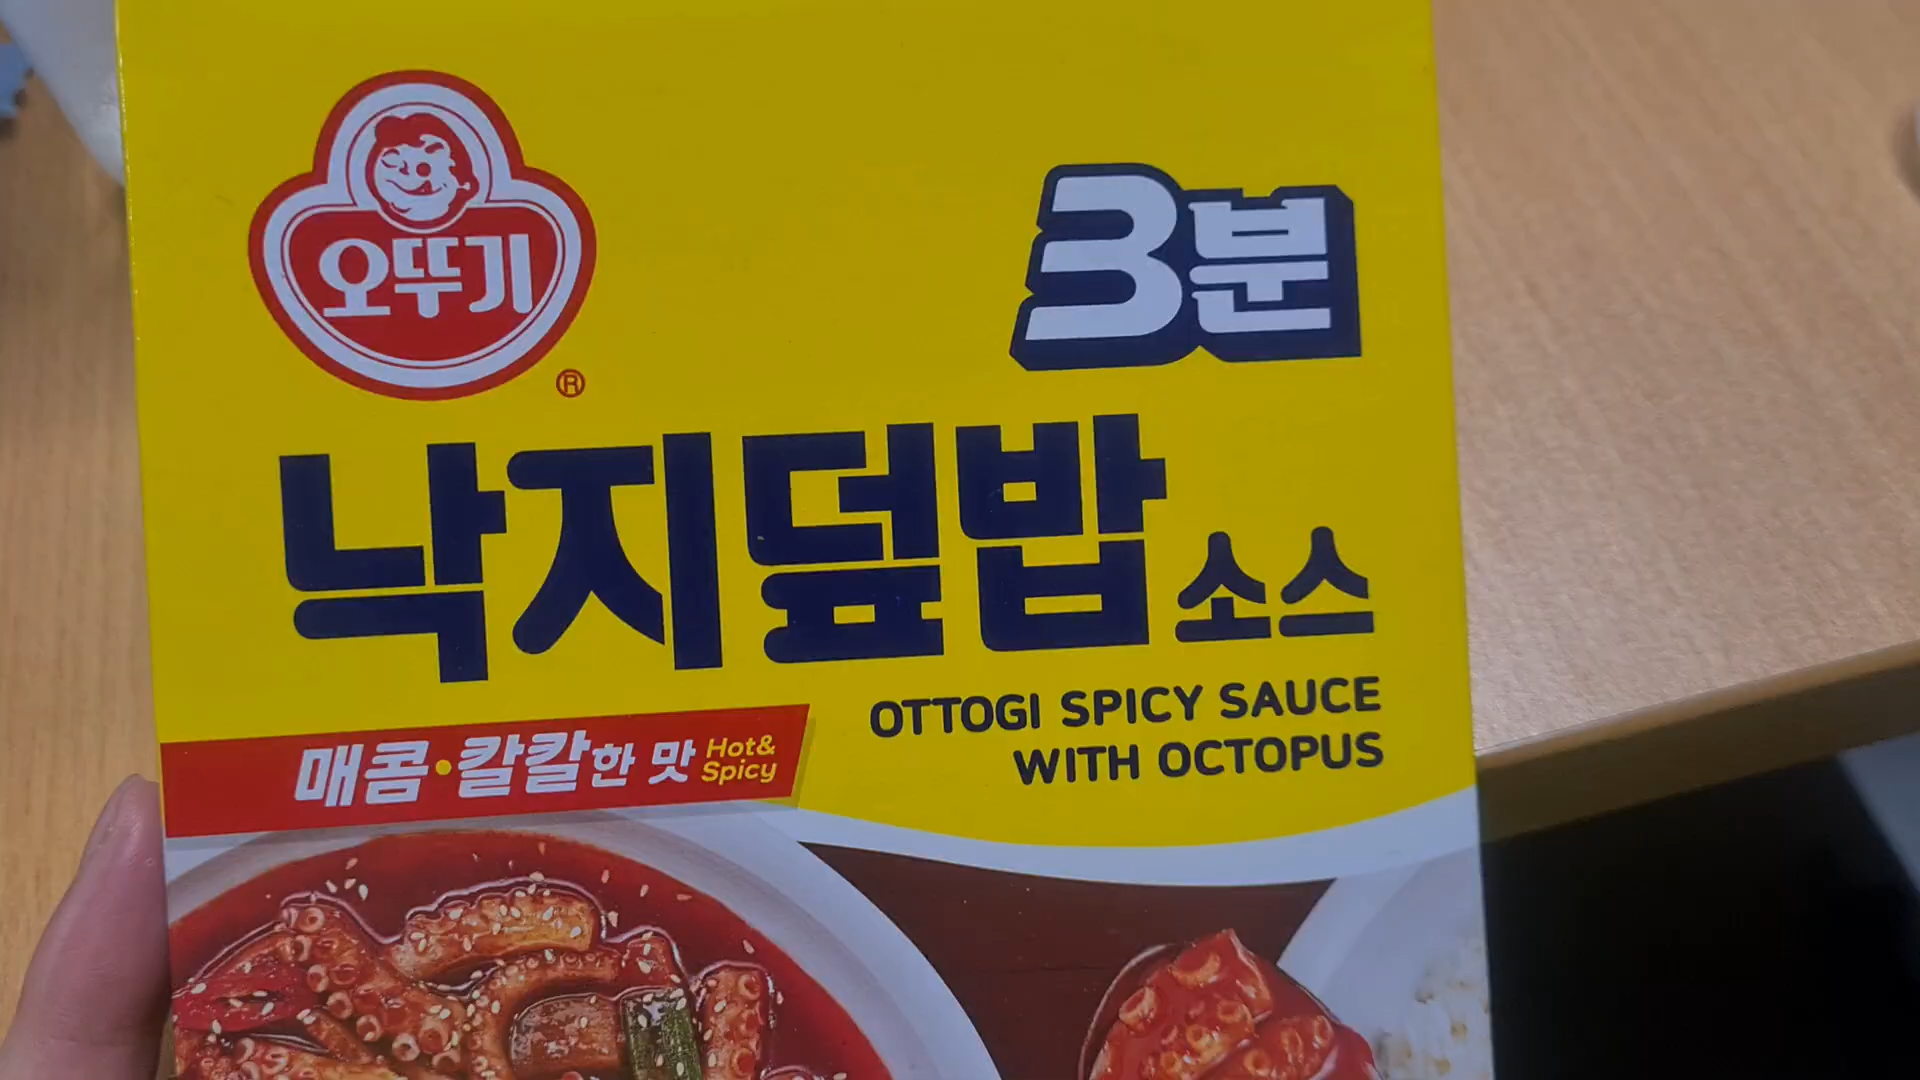 오뚜기
®
3분
낙지덮밥 소스
OTTOGI SPICY SAUCE
WITH OCTOPUS
매콤·칼칼한 맛
Hot&
Spicy